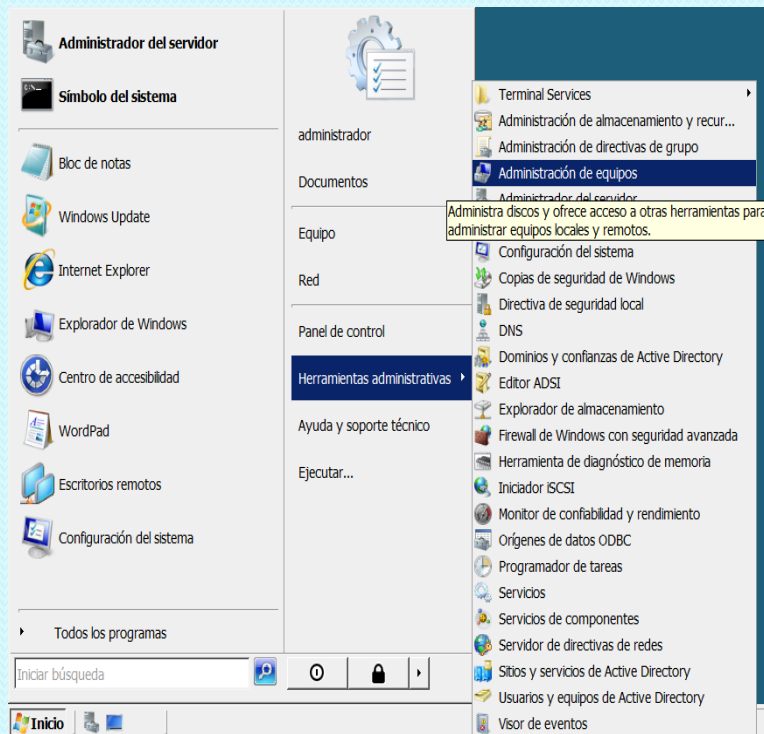 Administrador del servidor
Símbolo del sistema
Bloc de notas
Windows Update
Internet Explorer
Explorador de Windows
Centro de accesibilidad
WordPad
Escritorios remotos
Configuración del sistema
Todos los programas
Iniciar búsqueda
administrador
Documentos
Equipo
Red
Panel de control
Herramientas administrativas
Ayuda y soporte técnico
Ejecutar...
Terminal Services
Administración de almacenamiento y recur...
Administración de directivas de grupo
Administración de equipos
Administrador del servidor
Administra discos y ofrece acceso a otras herramientas para
administrar equipos locales y remotos.
Configuración del sistema
Copias de seguridad de Windows
Directiva de seguridad local
DNS
Dominios y confianzas de Active Directory
Editor ADSI
Explorador de almacenamiento
Firewall de Windows con seguridad avanzada
Herramienta de diagnóstico de memoria
Iniciador iSCSI
Monitor de confiabilidad y rendimiento
Orígenes de datos ODBC
Programador de tareas
Servicios
Servicios de componentes
Servidor de directivas de redes
Sitios y servicios de Active Directory
Usuarios y equipos de Active Directory
Visor de eventos
Inicio